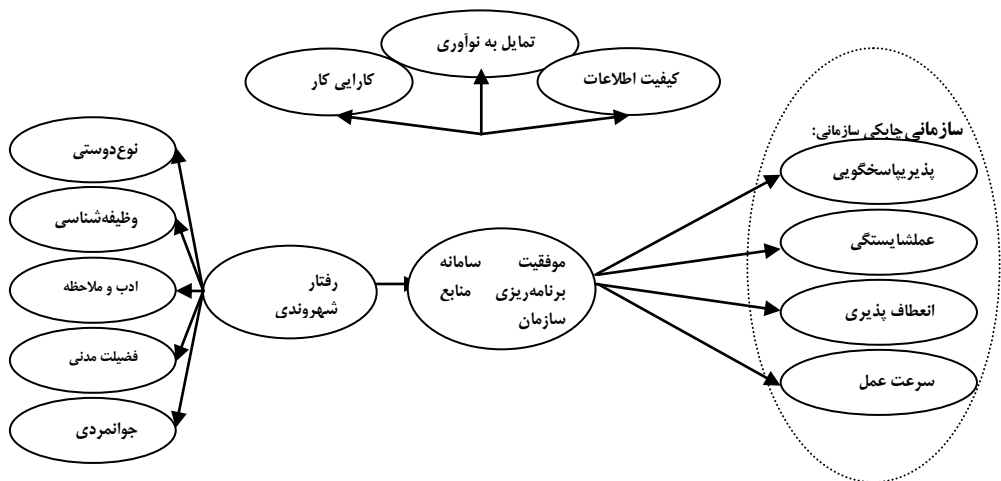 تمایل به نوآوری
کیفیت اطلاعات
کارایی کار
سازمانی‌چابکی سازمانی:
پذیریپاسخگویی
عملشایستگی
انعطاف پذیری
سرعت عمل
موفقیت سامانه
برنامه‌ریزی منابع
سازمان
رفتار
شهروندی
نوع‌دوستی
وظیفه‌شناسی
ادب و ملاحظه
فضیلت مدنی
جوانمردی